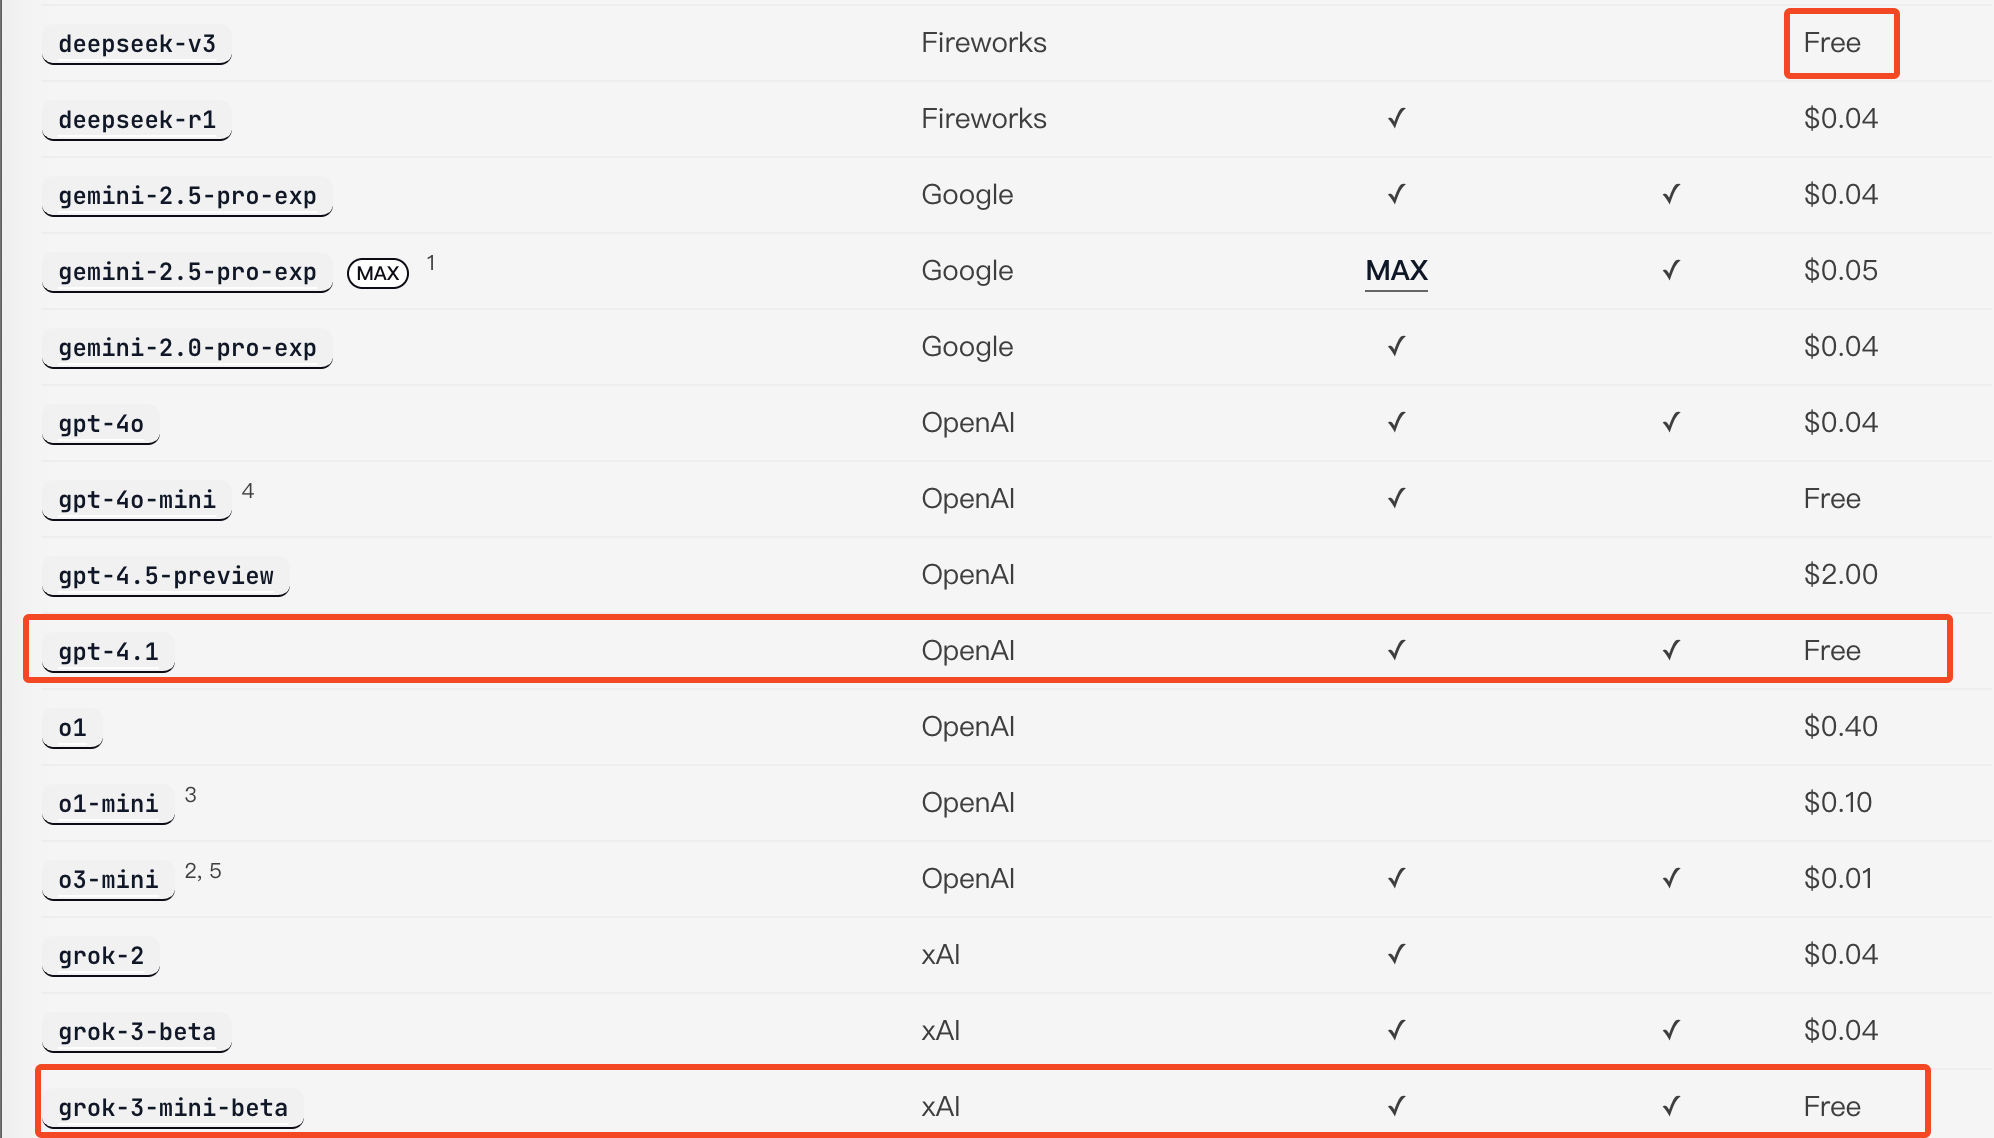 deepseek-v3 Fireworks Free
deepseek-r1 Fireworks ✓ $0.04
gemini-2.5-pro-exp Google ✓ ✓ $0.04
gemini-2.5-pro-exp MAX 1 Google MAX ✓ $0.05
gemini-2.0-pro-exp Google ✓ $0.04
gpt-4o OpenAI ✓ ✓ $0.04
gpt-4o-mini 4 OpenAI ✓ Free
gpt-4.5-preview OpenAI $2.00
gpt-4.1 OpenAI ✓ ✓ Free
o1 OpenAI $0.40
o1-mini 3 OpenAI $0.10
o3-mini 2, 5 OpenAI ✓ ✓ $0.01
grok-2 xAI ✓ $0.04
grok-3-beta xAI ✓ ✓ $0.04
grok-3-mini-beta xAI ✓ ✓ Free